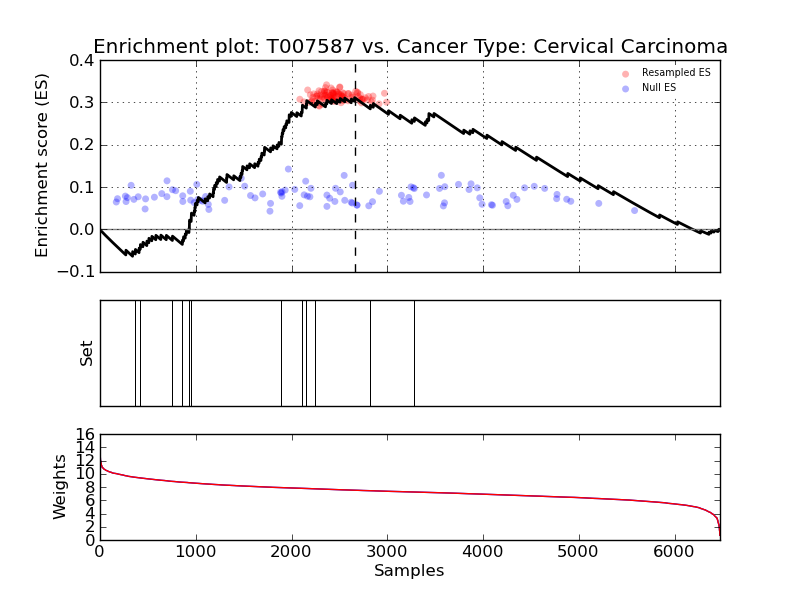 Enrichment plot: T007587 vs. Cancer Type: Cervical Carcinoma
0.4
0.3
0.2
0.1
0.0
−0.1
Enrichment score (ES)
Resampled ES
Null ES
Set
16
14
12
10
8
6
4
2
0
Weights
0 1000 2000 3000 4000 5000 6000
Samples